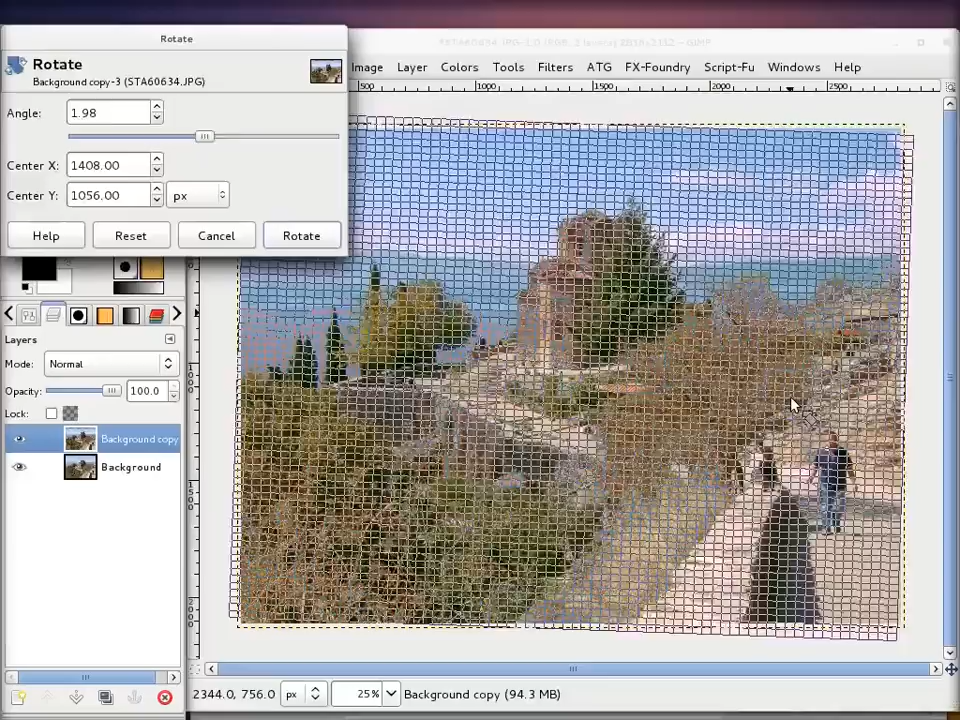 Rotate
Rotate
Background copy-3 (STA60634.JPG)
Angle: 1.98
Center X: 1408.00
Center Y: 1056.00 px
Help Reset Cancel Rotate
Image Layer Colors Tools Filters ATG FX-Foundry Script-Fu Windows Help
500 1000 1500 2000 2500
Layers
Mode: Normal
Opacity: 100.0
Lock:
Background copy
Background
2344.0, 756.0 px 25% Background copy (94.3 MB)